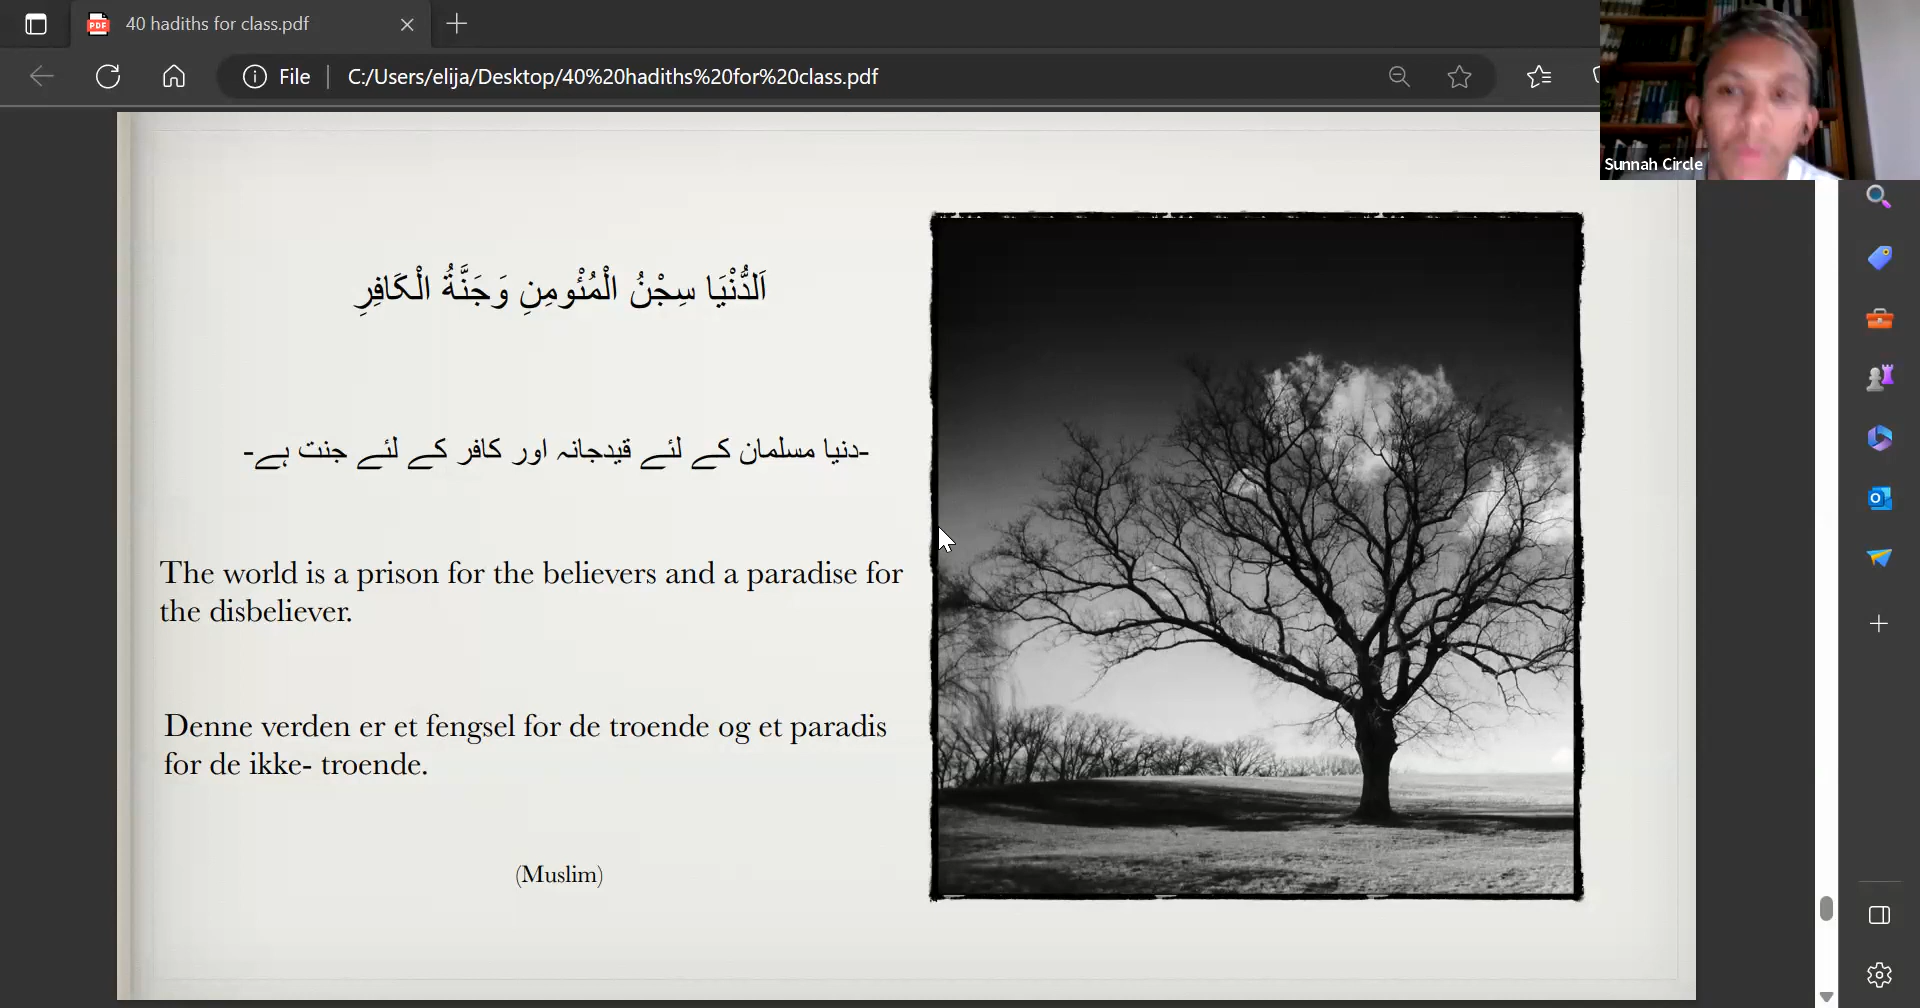 40 hadiths for class.pdf
File
C:/Users/elija/Desktop/40%20hadiths%20for%20class.pdf
Sunnah Circle
اَلدُّنْيَا سِجْنُ الْمُئْومِنِ وَجَنَّةُ الْكَافِرِ
-دنیا مسلمان کے لئے قیدجانہ اور کافر کے لئے جنت ہے-
The world is a prison for the believers and a paradise for
the disbeliever.
Denne verden er et fengsel for de troende og et paradis
for de ikke- troende.
(Muslim)